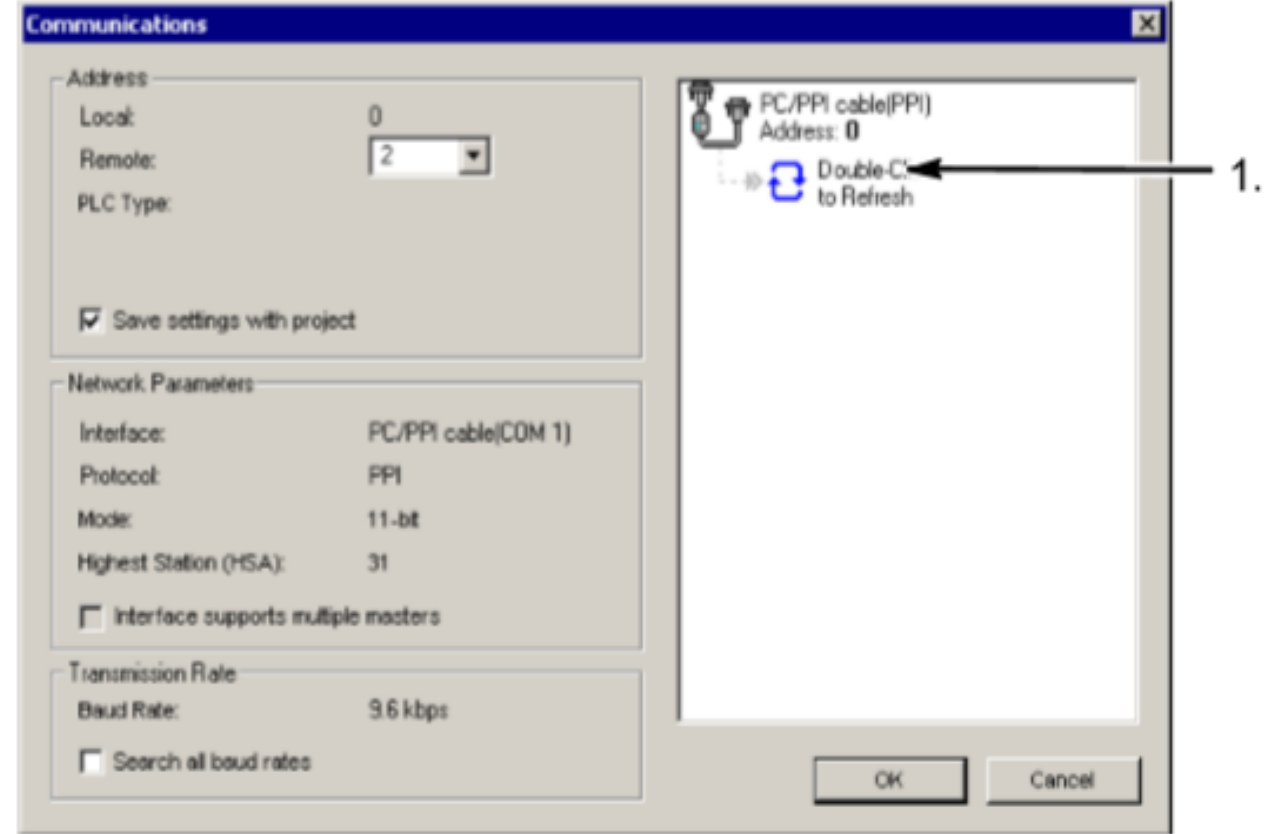 Communications
Address
Local: 0
Remote: 2
PLC Type:
Save settings with project
Network Parameters
Interface: PC/PPI cable(COM 1)
Protocol: PPI
Mode: 11-bit
Highest Station (HSA): 31
Interface supports multiple masters
Transmission Rate
Baud Rate: 9.6 kbps
Search all baud rates
PC/PPI cable(PPI)
Address: 0
Double-C
to Refresh
1.
OK Cancel